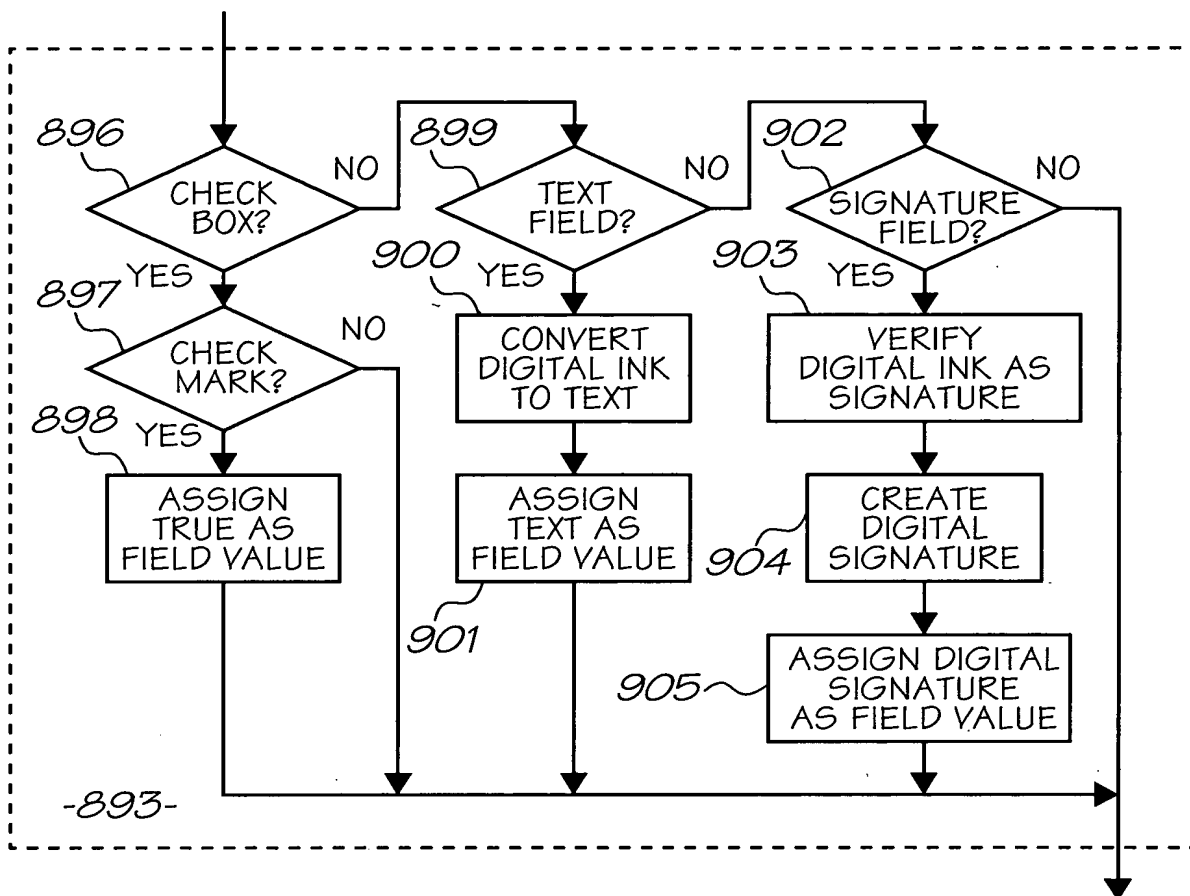 896
CHECK
BOX?
NO
YES
897
CHECK
MARK?
NO
YES
898
ASSIGN
TRUE AS
FIELD VALUE
899
TEXT
FIELD?
NO
YES
900
CONVERT
DIGITAL INK
TO TEXT
ASSIGN
TEXT AS
FIELD VALUE
901
902
SIGNATURE
FIELD?
NO
YES
903
VERIFY
DIGITAL INK AS
SIGNATURE
CREATE
DIGITAL
SIGNATURE
904
ASSIGN DIGITAL
SIGNATURE
AS FIELD VALUE
905
-893-